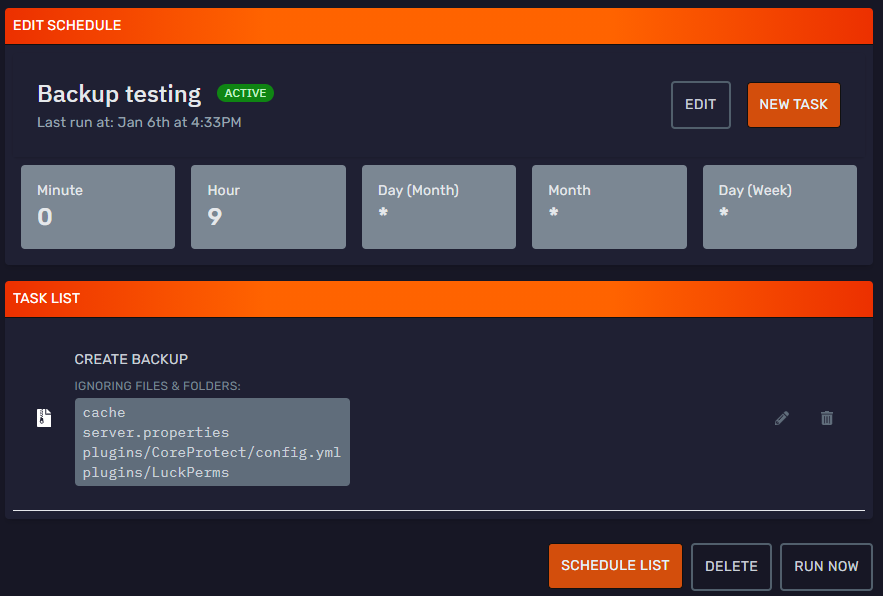 EDIT SCHEDULE
Backup testing ACTIVE
Last run at: Jan 6th at 4:33PM
EDIT NEW TASK
Minute Hour Day (Month) Month Day (Week)
0 9 * * *
TASK LIST
CREATE BACKUP
IGNORING FILES & FOLDERS:
cache
server.properties
plugins/CoreProtect/config.yml
plugins/LuckPerms
SCHEDULE LIST DELETE RUN NOW